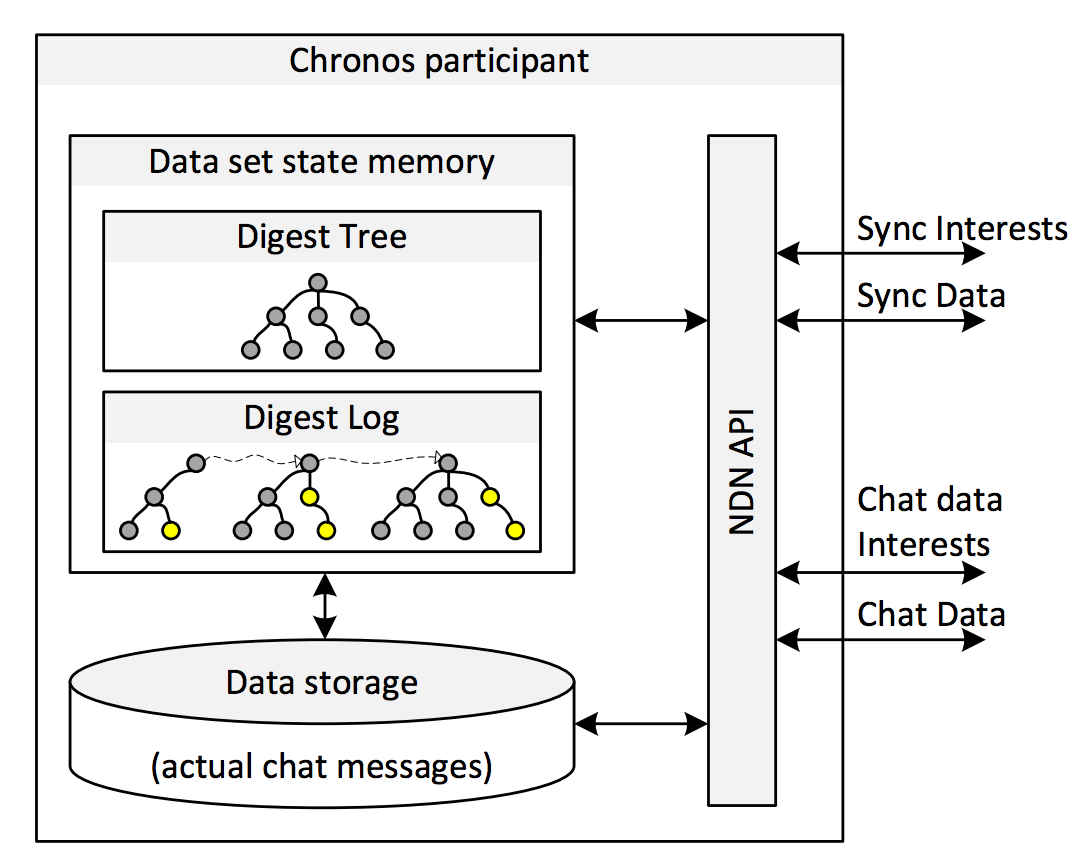 Chronos participant
Data set state memory
Digest Tree
Digest Log
Data storage
(actual chat messages)
NDN API
Sync Interests
Sync Data
Chat data
Interests
Chat Data